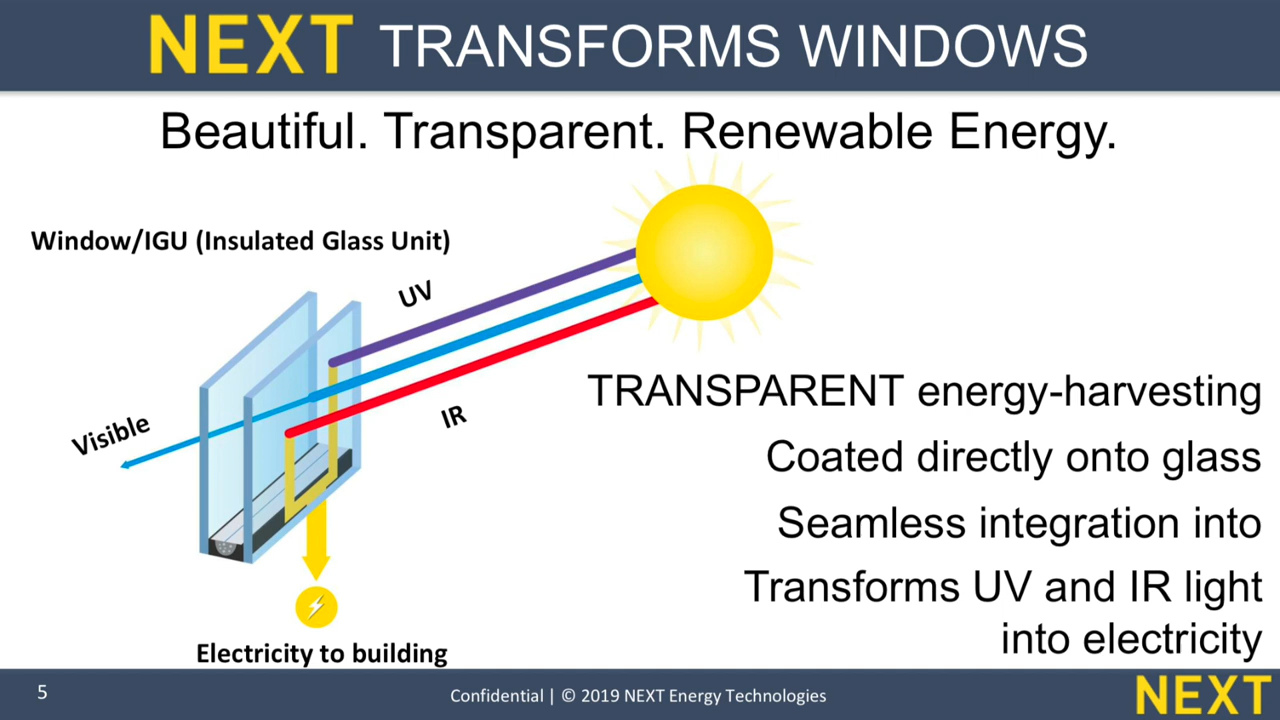 NEXT TRANSFORMS WINDOWS
Beautiful. Transparent. Renewable Energy.
Window/IGU (Insulated Glass Unit)
UV
Visible
IR
Electricity to building
TRANSPARENT energy-harvesting
Coated directly onto glass
Seamless integration into
Transforms UV and IR light
into electricity
5
Confidential | © 2019 NEXT Energy Technologies
NEXT